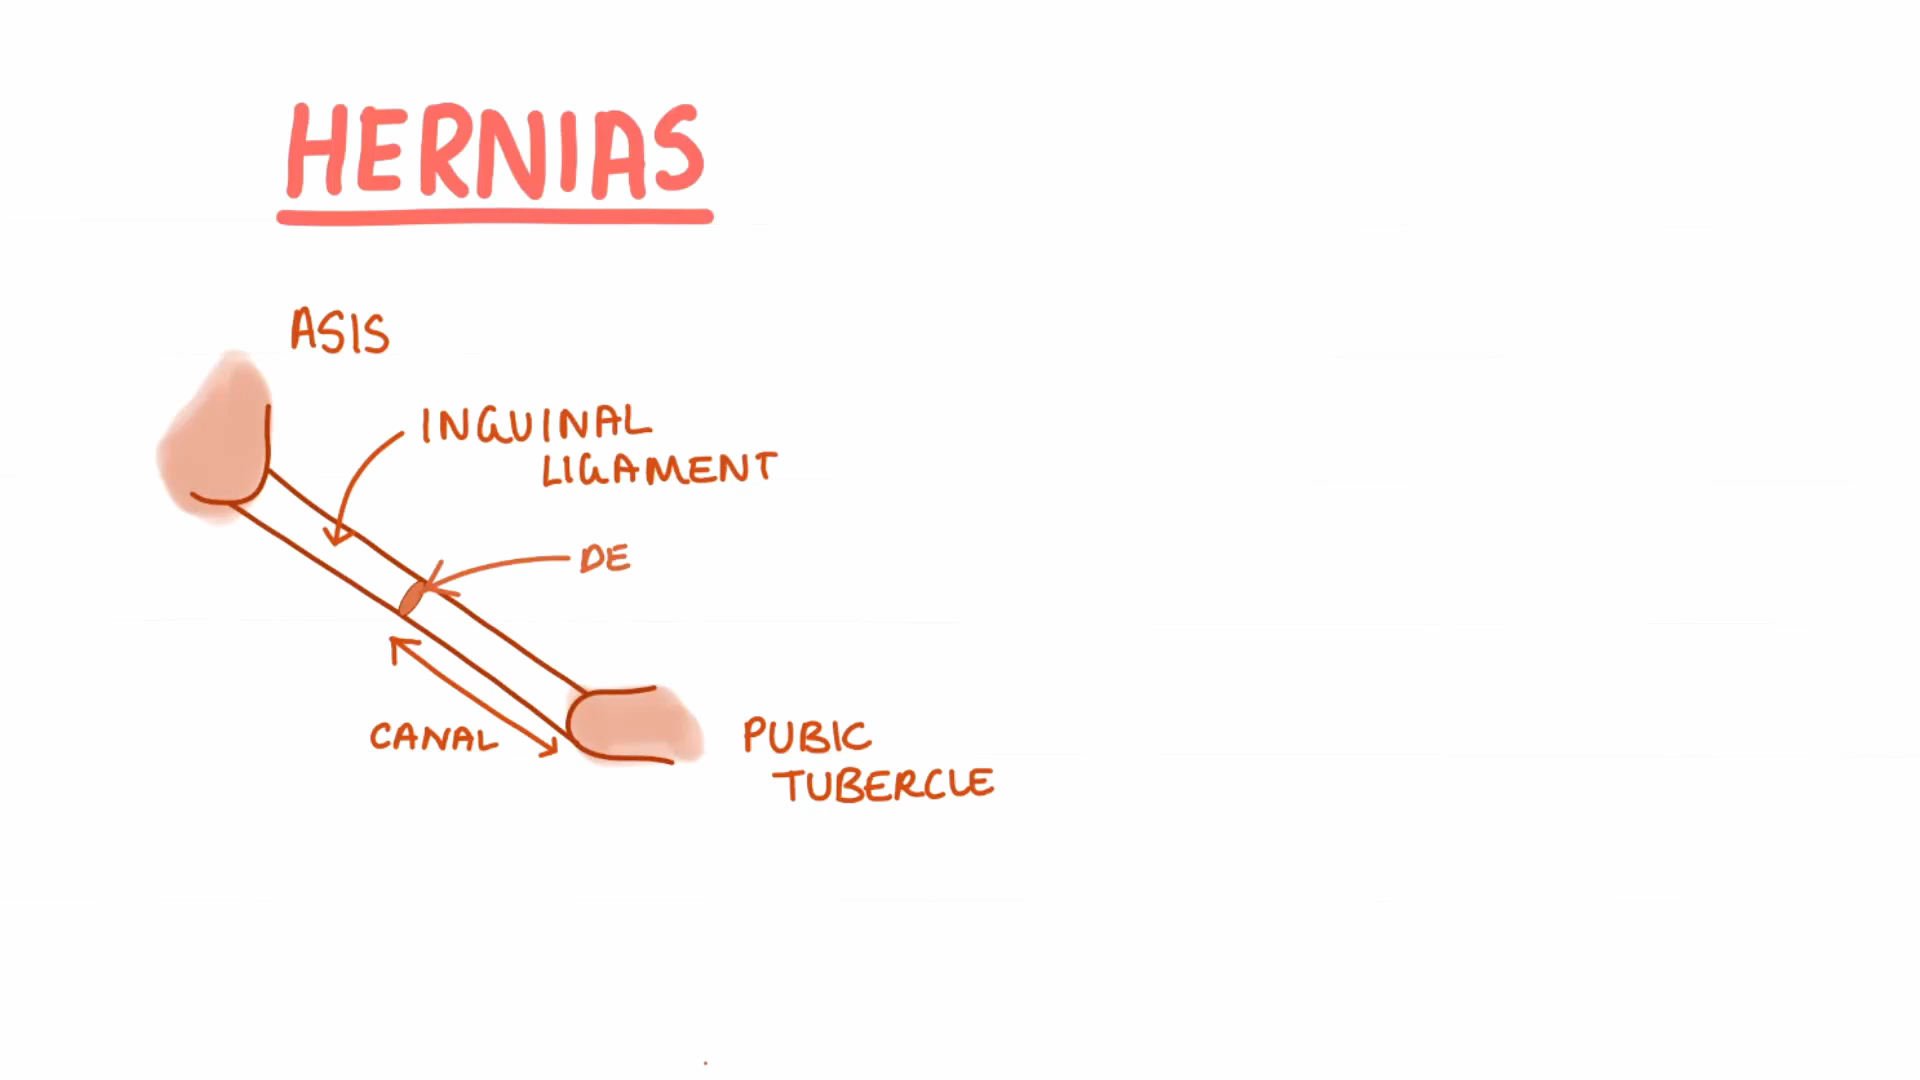 HERNIAS
ASIS
INGUINAL
LIGAMENT
DE
CANAL
PUBIC
TUBERCLE